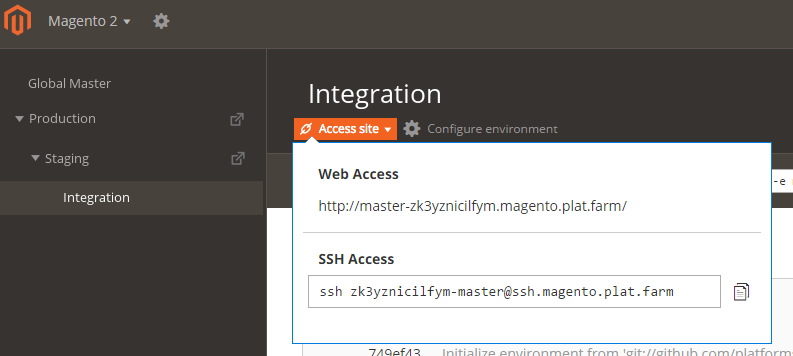 Magento 2
Global Master
Production
Staging
Integration
Integration
Access site
Configure environment
Web Access
http://master-zk3yznicilfym.magento.plat.farm/
-e
SSH Access
ssh zk3yznicilfym-master@ssh.magento.plat.farm
749ef43 Initialize environment from 'git://github.com/platform